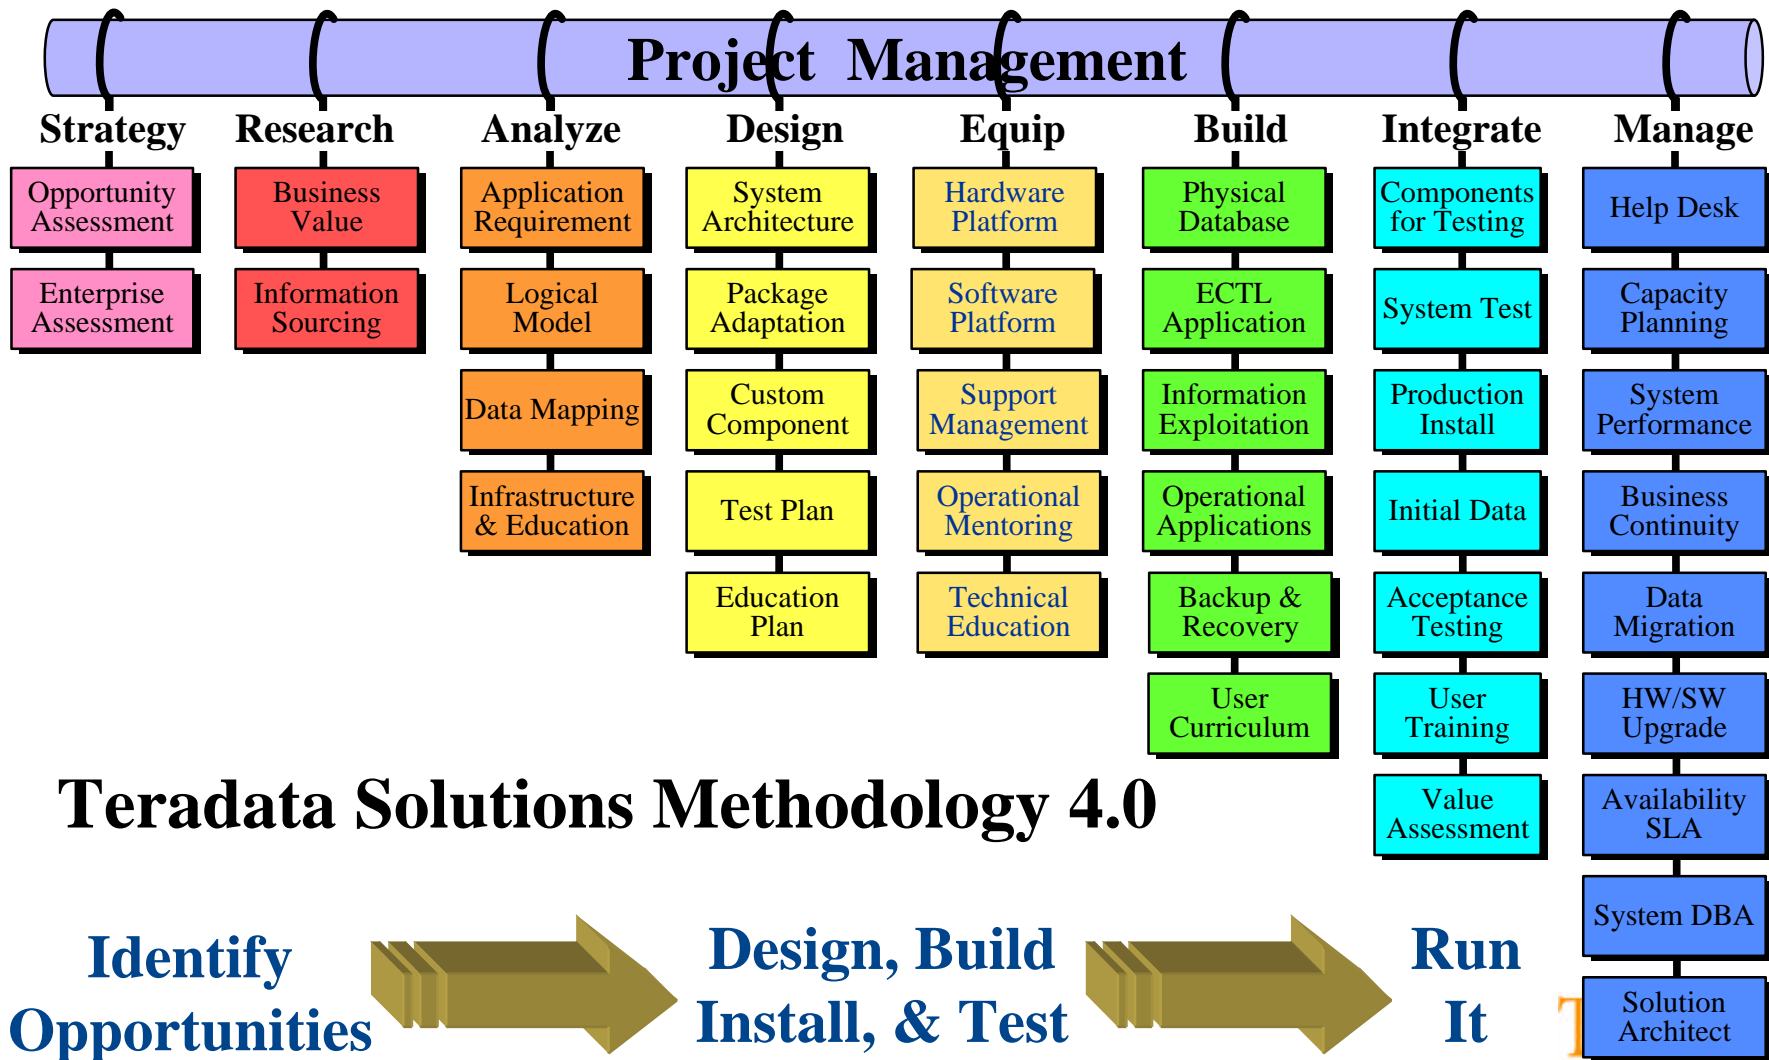 Project Management
Strategy
Opportunity
Assessment
Enterprise
Assessment
Research
Business
Value
Information
Sourcing
Analyze
Application
Requirement
Logical
Model
Data Mapping
Infrastructure
& Education
Design
System
Architecture
Package
Adaptation
Custom
Component
Test Plan
Education
Plan
Equip
Hardware
Platform
Software
Platform
Support
Management
Operational
Mentoring
Technical
Education
Build
Physical
Database
ECTL
Application
Information
Exploitation
Operational
Applications
Backup &
Recovery
User
Curriculum
Integrate
Components
for Testing
System Test
Production
Install
Initial Data
Acceptance
Testing
User
Training
Value
Assessment
Manage
Help Desk
Capacity
Planning
System
Performance
Business
Continuity
Data
Migration
HW/SW
Upgrade
Availability
SLA
System DBA
Solution
Architect
Teradata Solutions Methodology 4.0
Identify
Opportunities
Design, Build
Install, & Test
Run
It